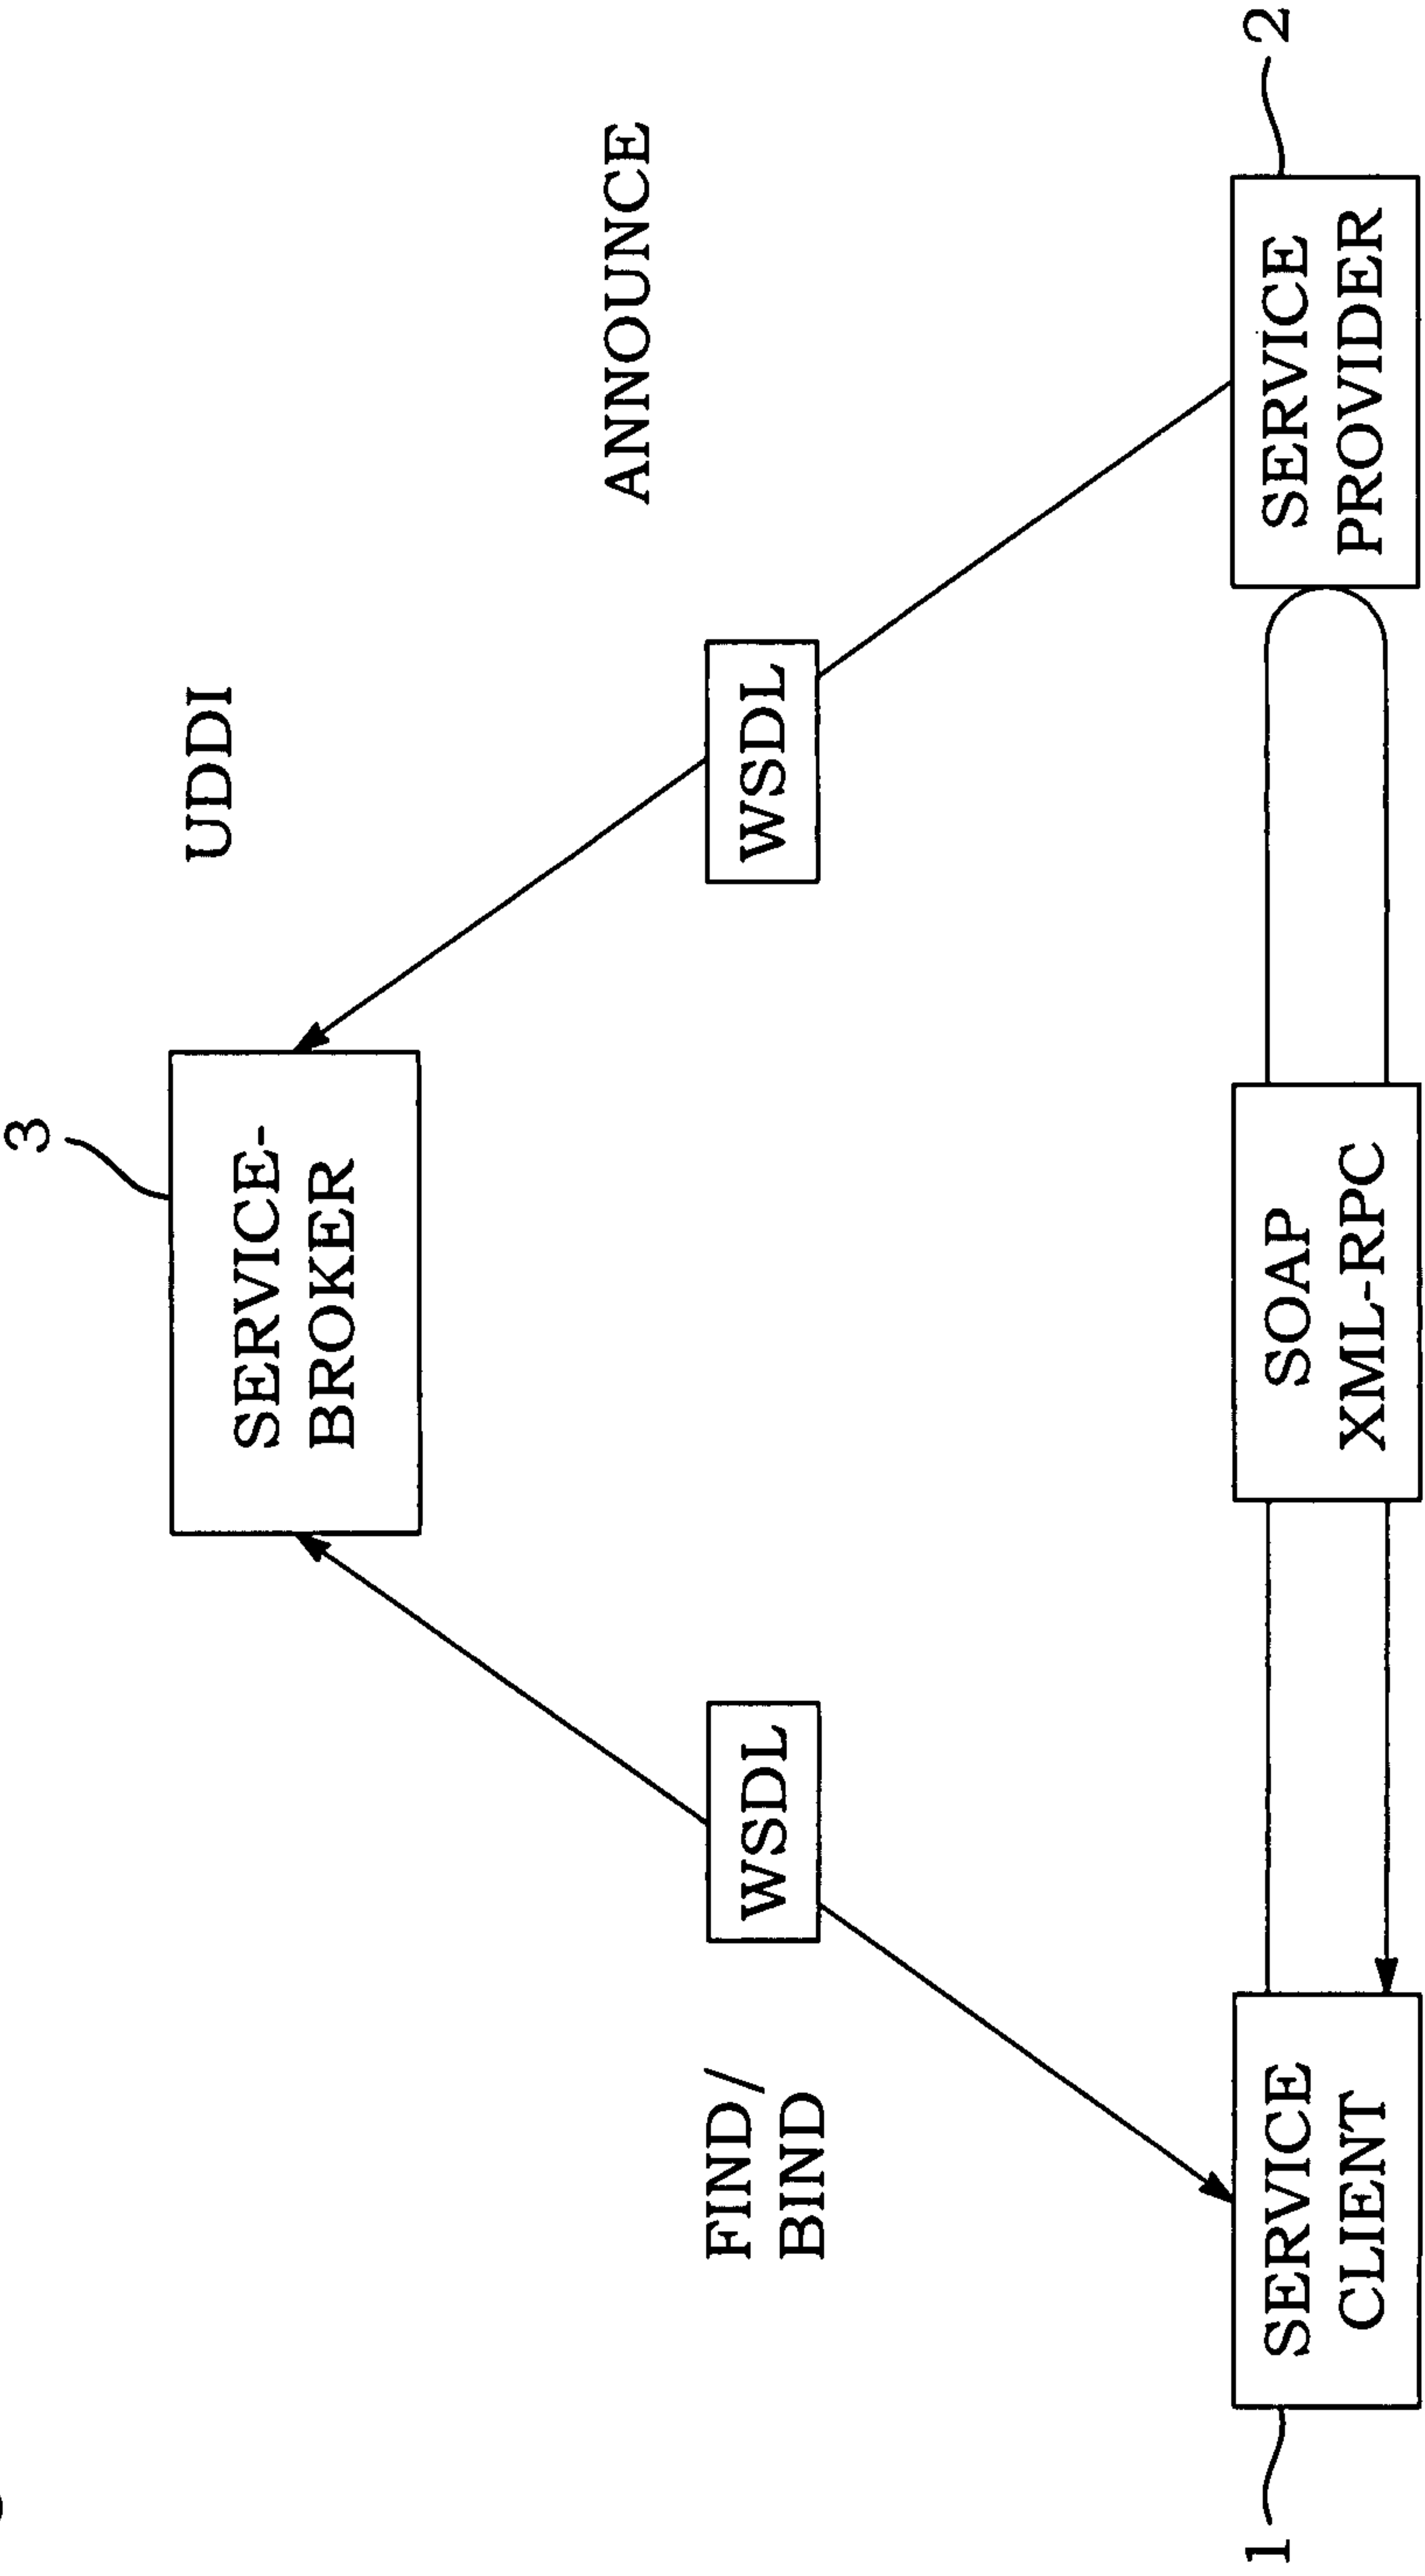 3
SERVICE-
BROKER
UDDI
ANNOUNCE
FIND/
BIND
WSDL
WSDL
SERVICE
CLIENT
SOAP
XML-RPC
SERVICE
PROVIDER
1
2